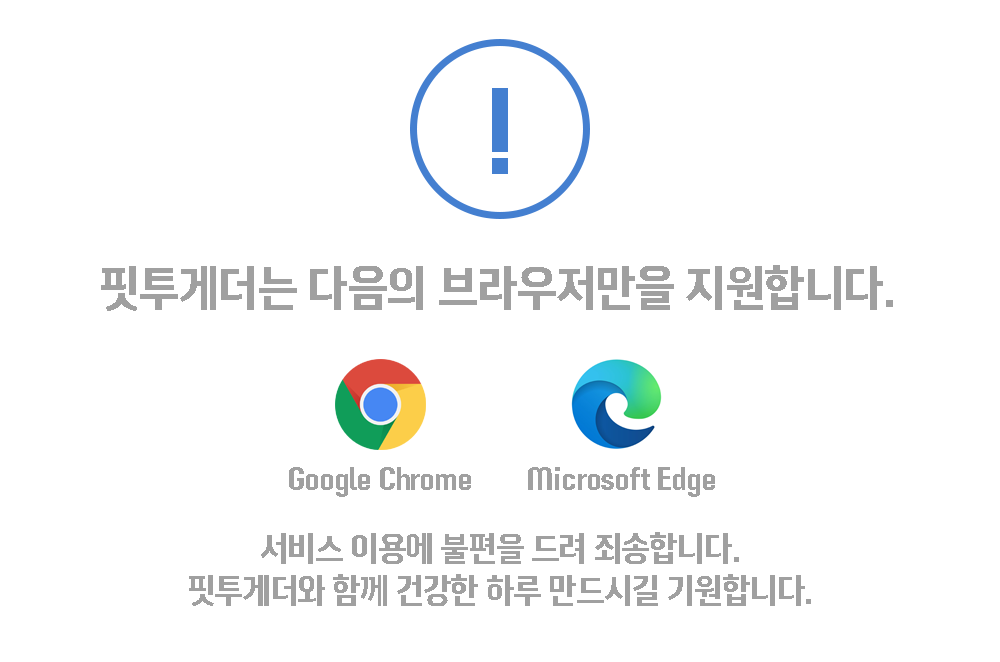 핏투게더는 다음의 브라우저만을 지원합니다.
Google Chrome
Microsoft Edge
서비스 이용에 불편을 드려 죄송합니다.
핏투게더와 함께 건강한 하루 만드시길 기원합니다.